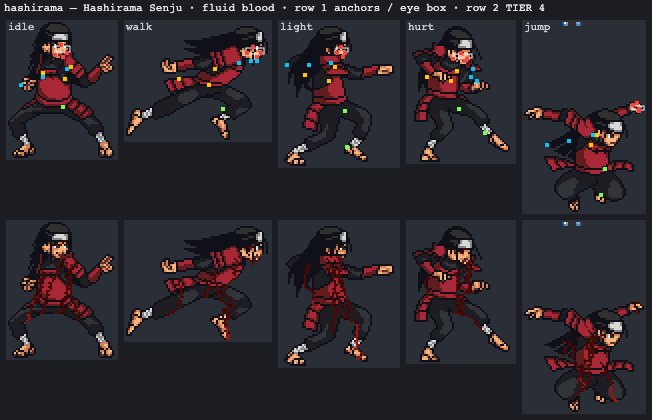 hashirama — Hashirama Senju · fluid blood · row 1 anchors / eye box · row 2 TIER 4
idle
walk
light
hurt
jump